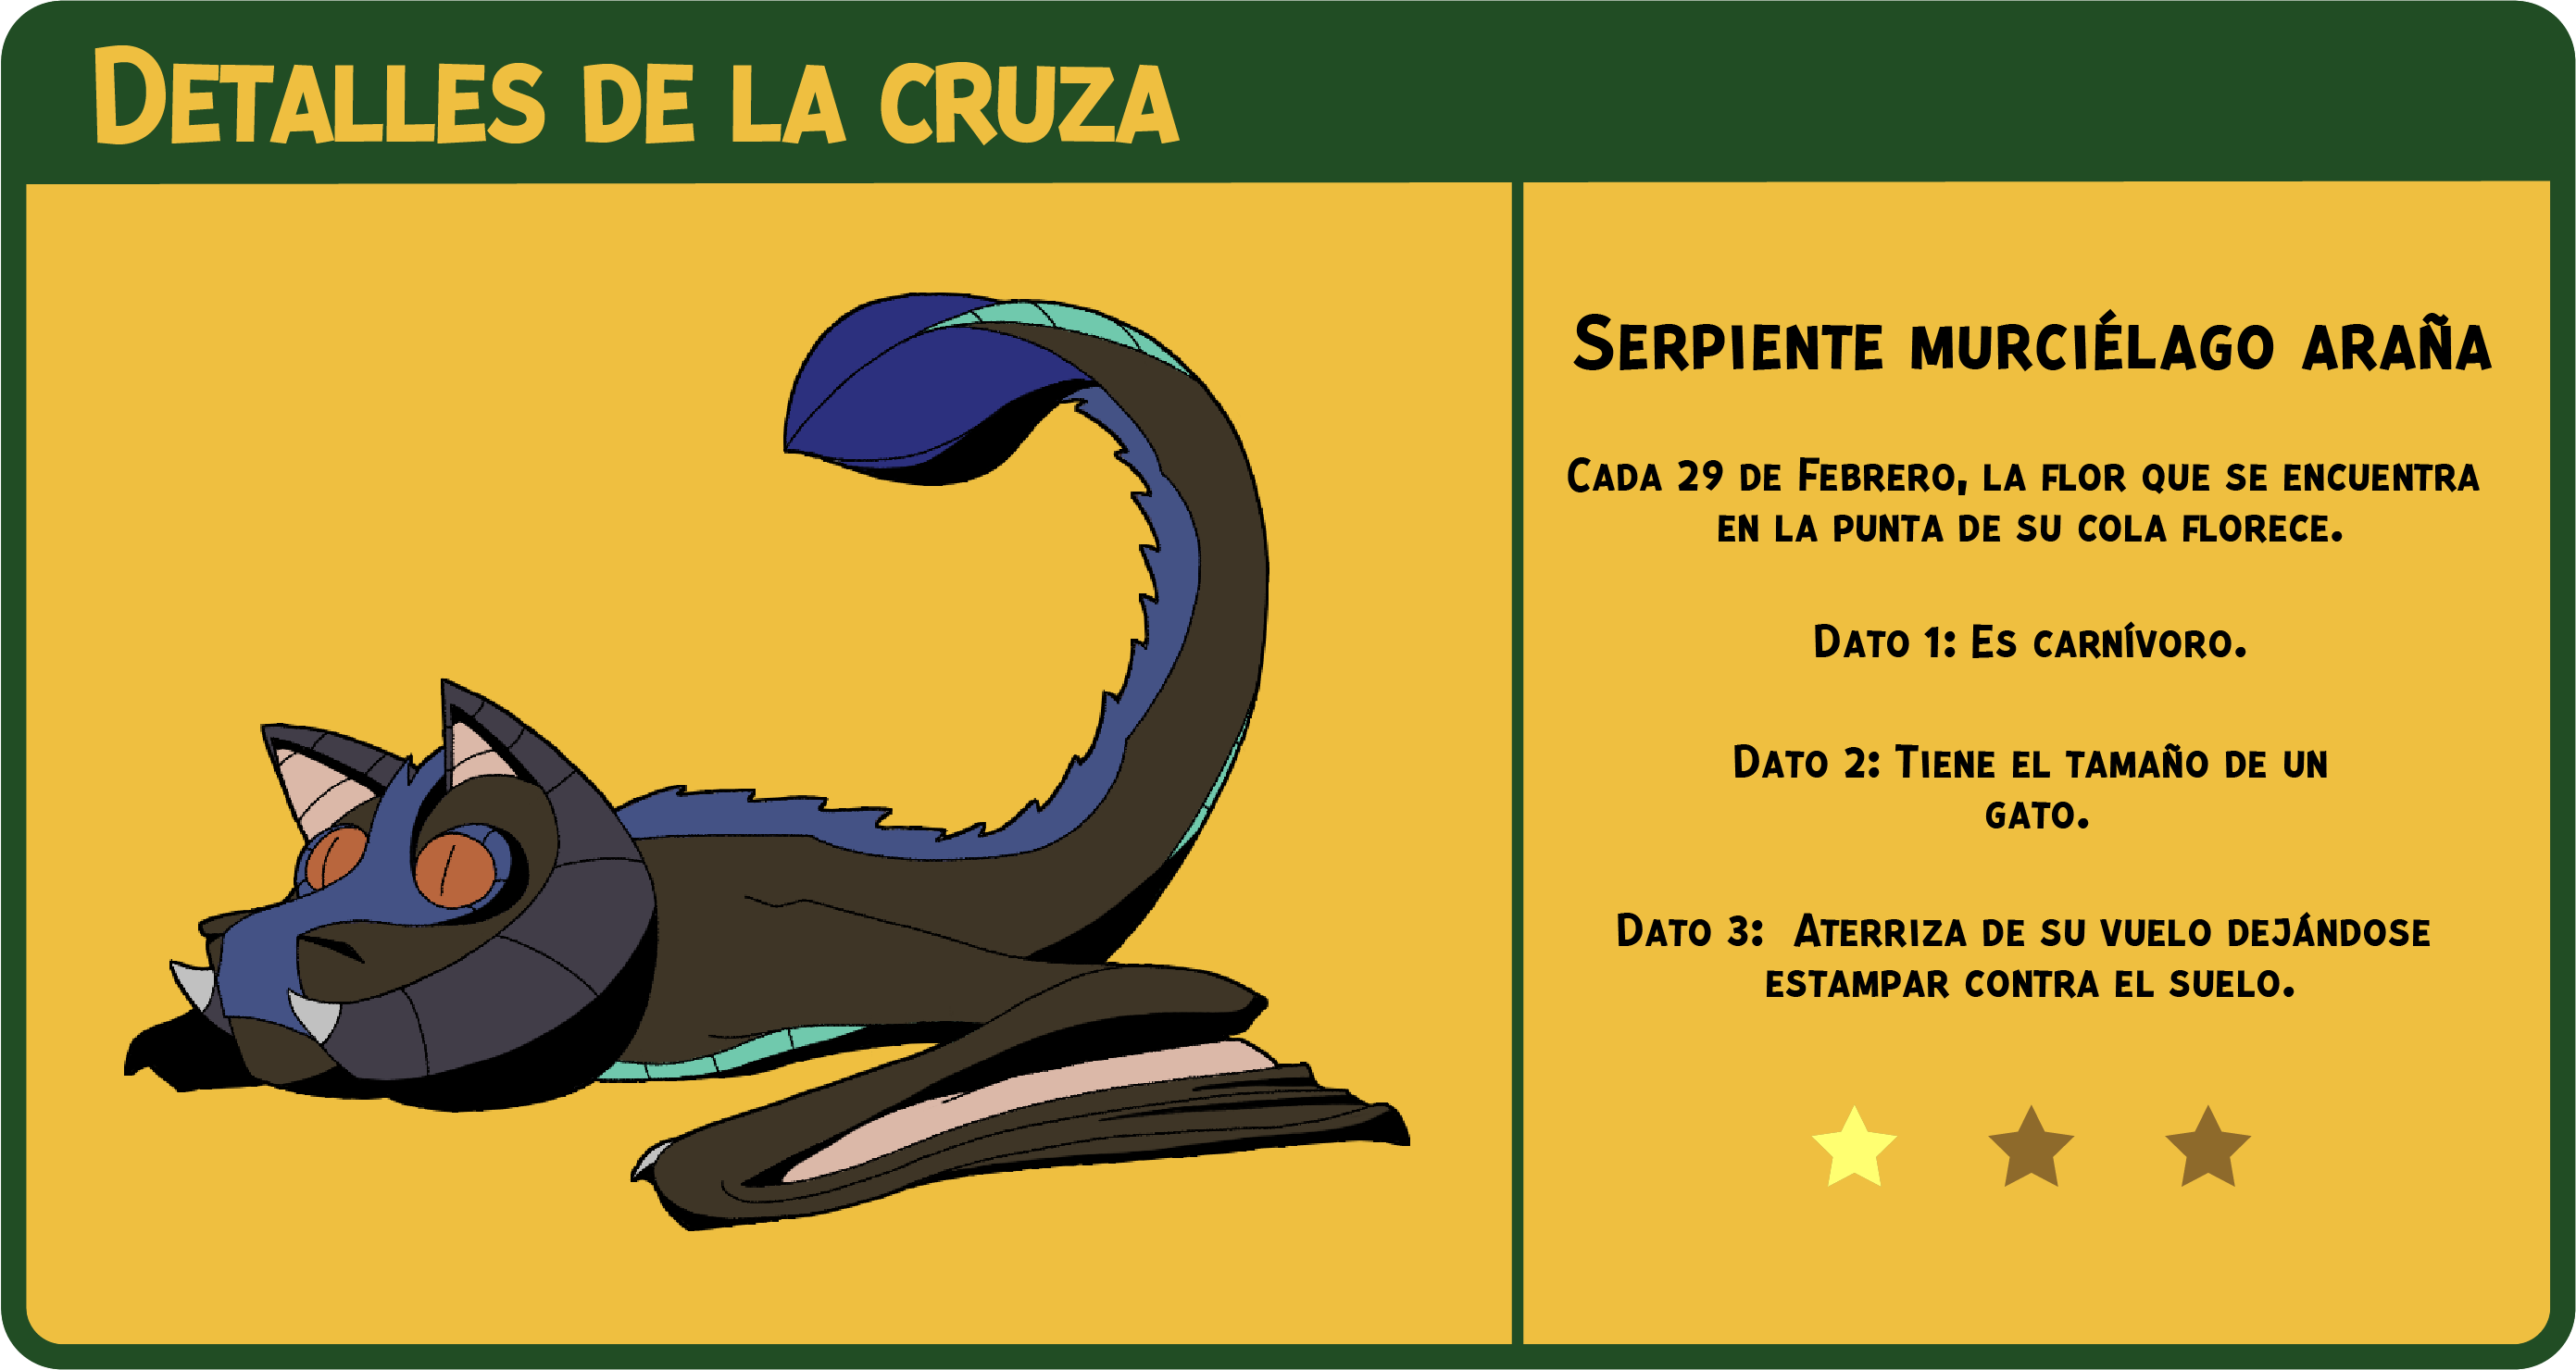 Detalles de la cruza
Serpiente murciélago araña
Cada 29 de Febrero, la flor que se encuentra
en la punta de su cola florece.
Dato 1: Es carnívoro.
Dato 2: Tiene el tamaño de un
gato.
Dato 3:  Aterriza de su vuelo dejándose
estampar contra el suelo.